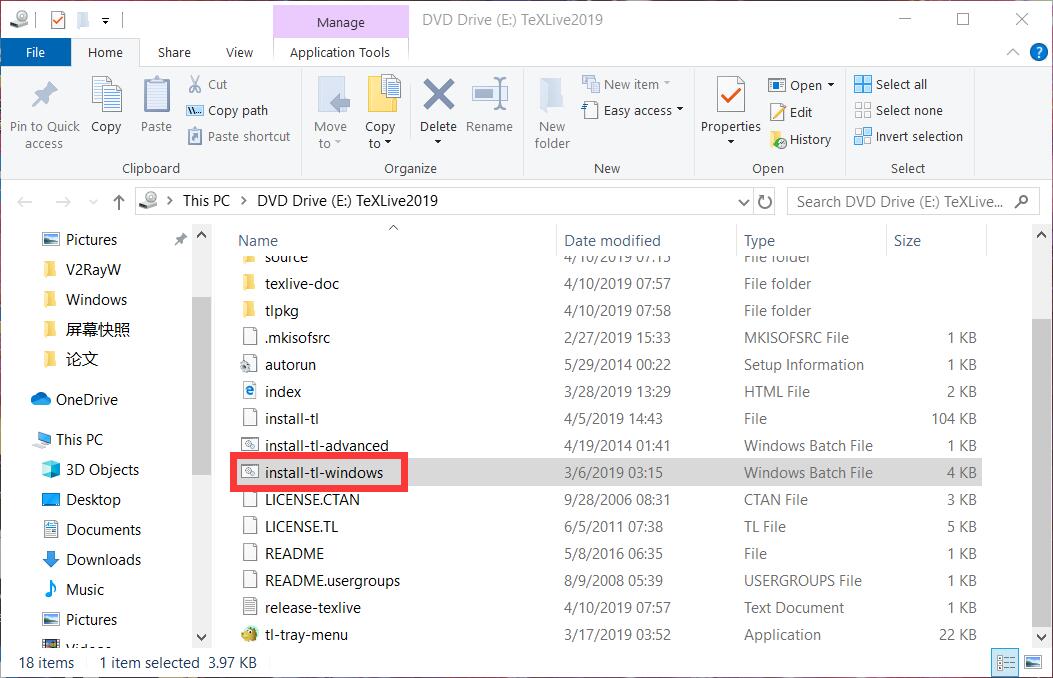 Manage
DVD Drive (E:) TeXLive2019
File
Home
Share
View
Application Tools
Pin to Quick access
Copy
Paste
Cut
Copy path
Paste shortcut
Clipboard
Move to
Copy to
Delete
Rename
Organize
New folder
New item
Easy access
New
Properties
Open
Edit
History
Open
Select all
Select none
Invert selection
Select
This PC > DVD Drive (E:) TeXLive2019
Search DVD Drive (E:) TeXLive...
Pictures
V2RayW
Windows
屏幕快照
论文
OneDrive
This PC
3D Objects
Desktop
Documents
Downloads
Music
Pictures
Videos
Name Date modified Type Size
source 4/10/2019 07:15 File folder
texlive-doc 4/10/2019 07:57 File folder
tlpkg 4/10/2019 07:58 File folder
.mkisofsrc 2/27/2019 15:33 MKISOFSRC File 1 KB
autorun 5/29/2014 00:22 Setup Information 1 KB
index 3/28/2019 13:29 HTML File 2 KB
install-tl 4/5/2019 14:43 File 104 KB
install-tl-advanced 4/19/2014 01:41 Windows Batch File 1 KB
install-tl-windows 3/6/2019 03:15 Windows Batch File 4 KB
LICENSE.CTAN 9/28/2006 08:31 CTAN File 3 KB
LICENSE.TL 6/5/2011 07:38 TL File 5 KB
README 5/8/2016 06:35 File 1 KB
README.usergroups 8/9/2008 05:39 USERGROUPS File 1 KB
release-texlive 4/10/2019 07:57 Text Document 1 KB
tl-tray-menu 3/17/2019 03:52 Application 22 KB
18 items 1 item selected 3.97 KB